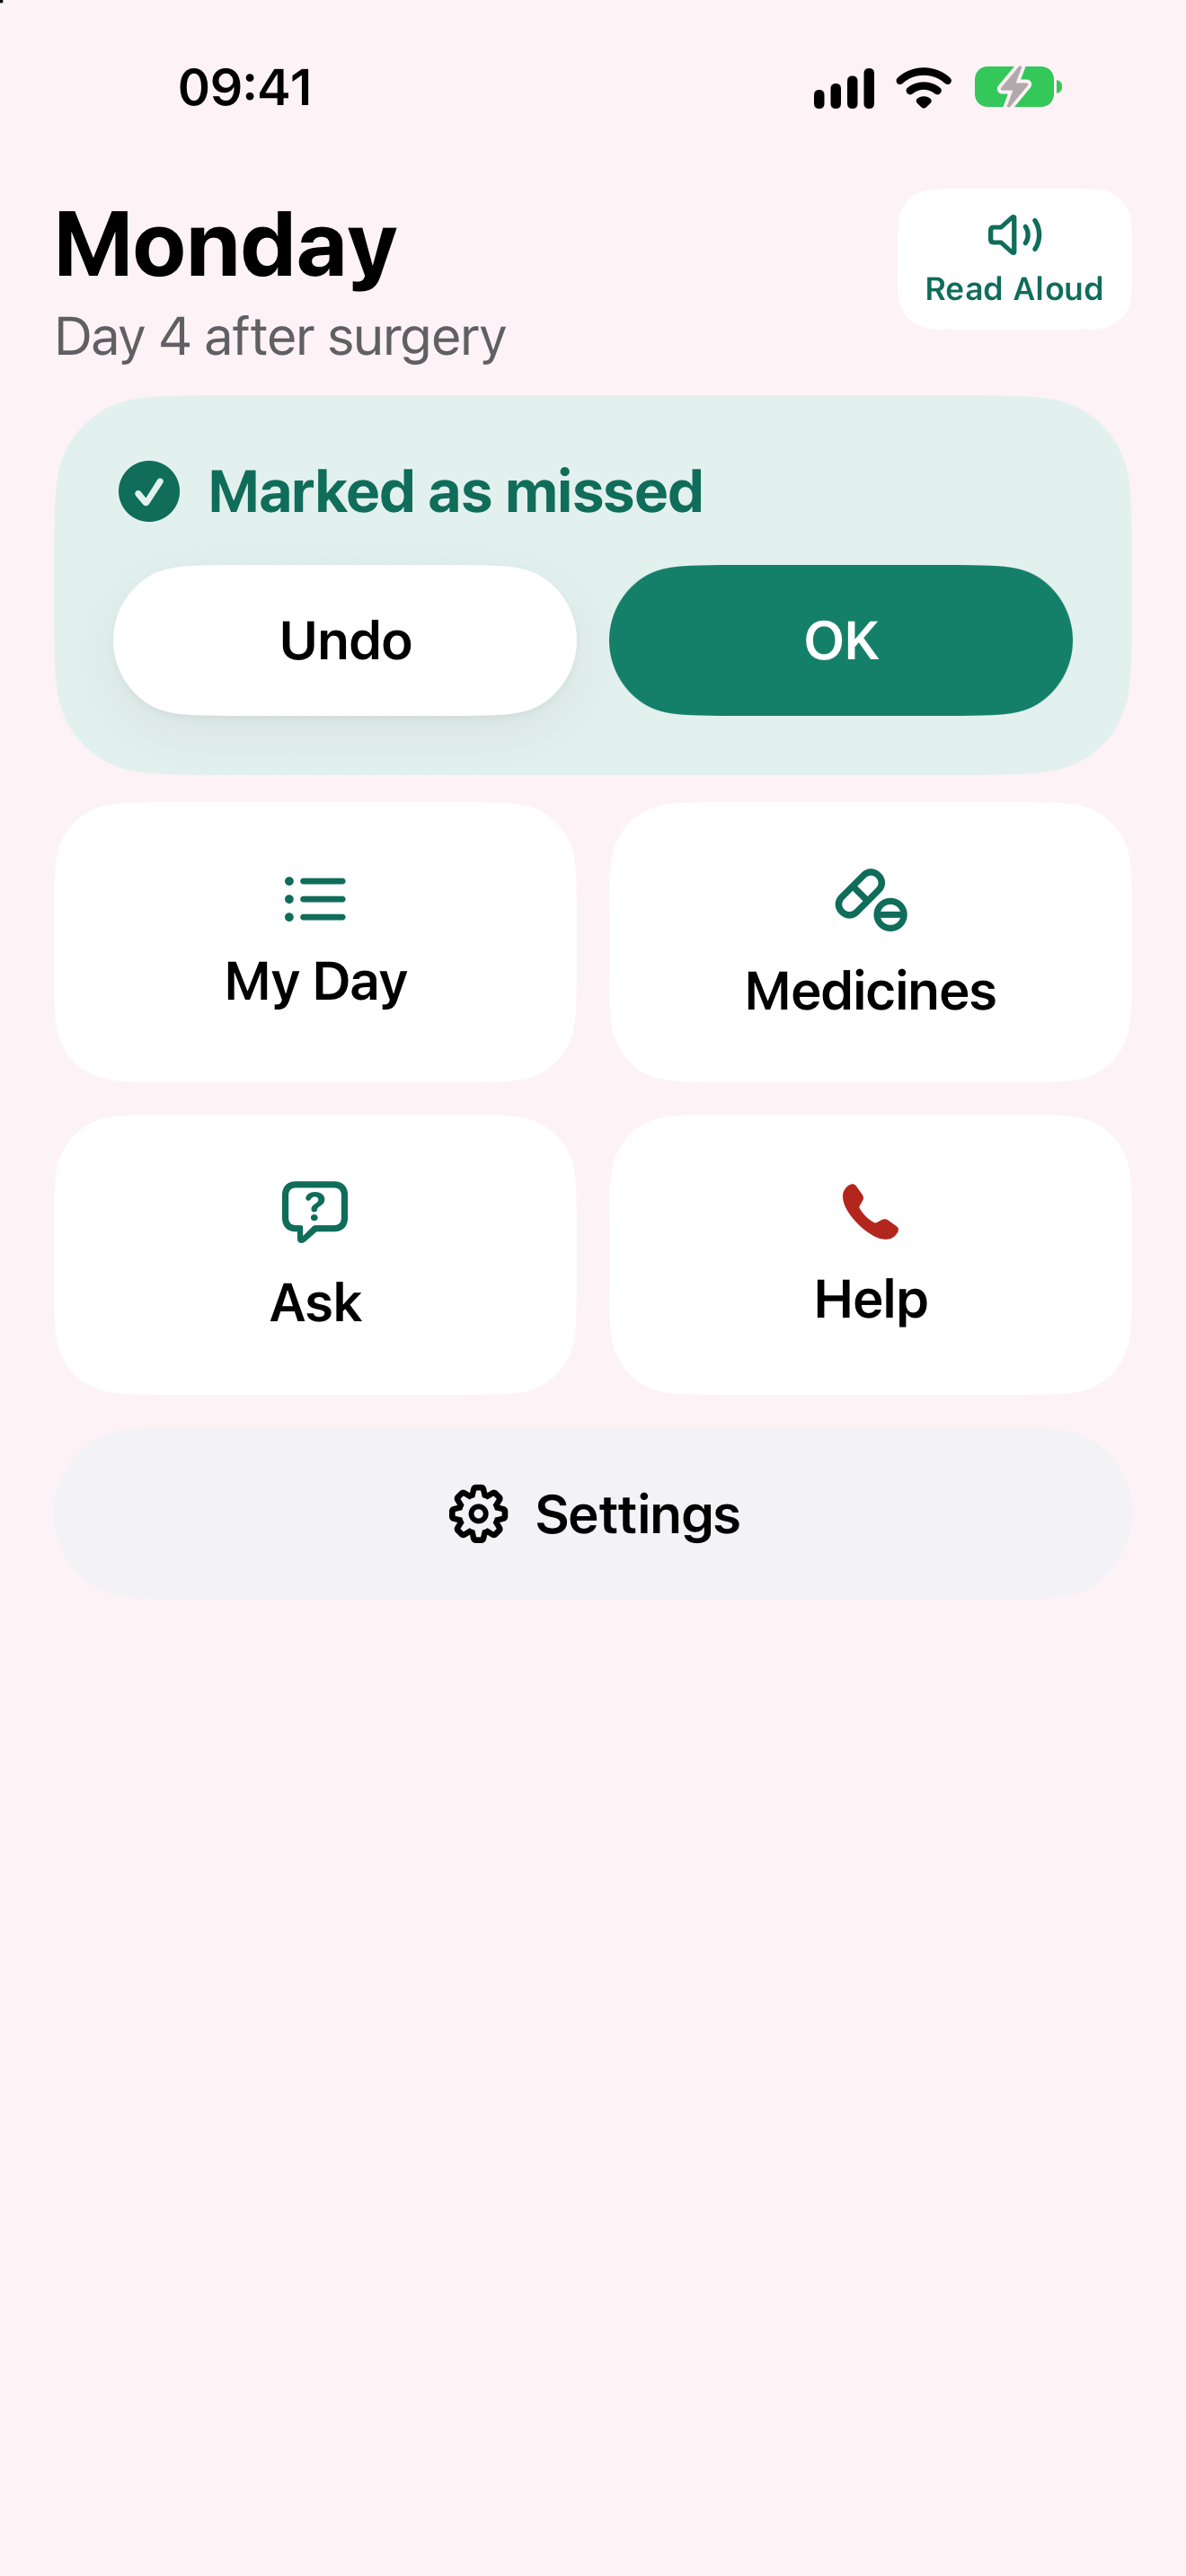 09:41
Monday
Read Aloud
Day 4 after surgery
Marked as missed
Undo
OK
My Day
Medicines
?
Ask
Help
Settings